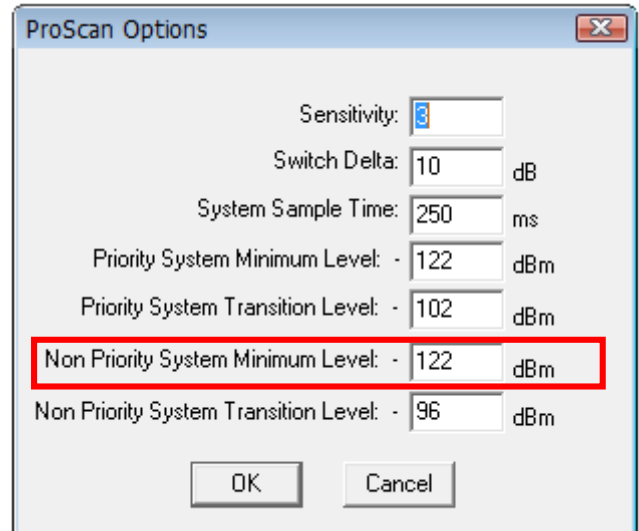 ProScan Options
Sensitivity: 3
Switch Delta: 10 dB
System Sample Time: 250 ms
Priority System Minimum Level: - 122 dBm
Priority System Transition Level: - 102 dBm
Non Priority System Minimum Level: - 122 dBm
Non Priority System Transition Level: - 96 dBm
OK Cancel